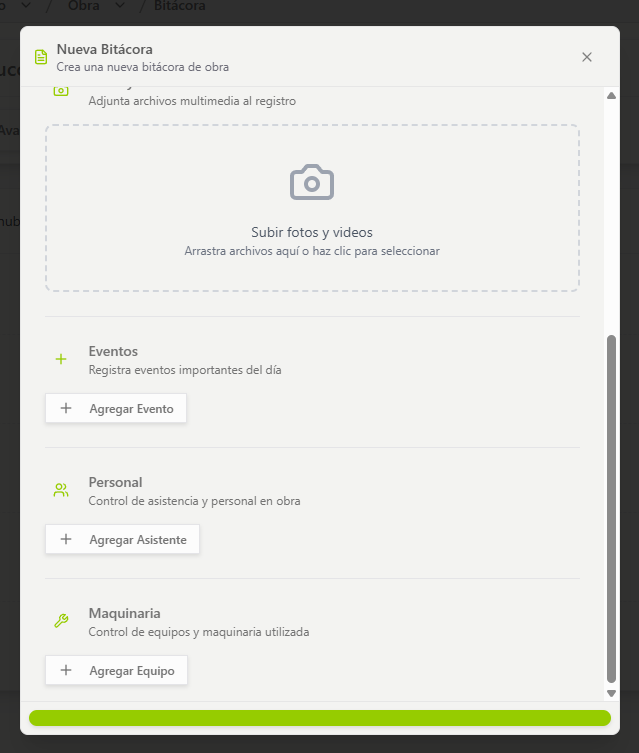 Obra
Bitácora
Nueva Bitácora
Crea una nueva bitácora de obra
Adjunta archivos multimedia al registro
Subir fotos y videos
Arrastra archivos aquí o haz clic para seleccionar
Eventos
Registra eventos importantes del día
Agregar Evento
Personal
Control de asistencia y personal en obra
Agregar Asistente
Maquinaria
Control de equipos y maquinaria utilizada
Agregar Equipo